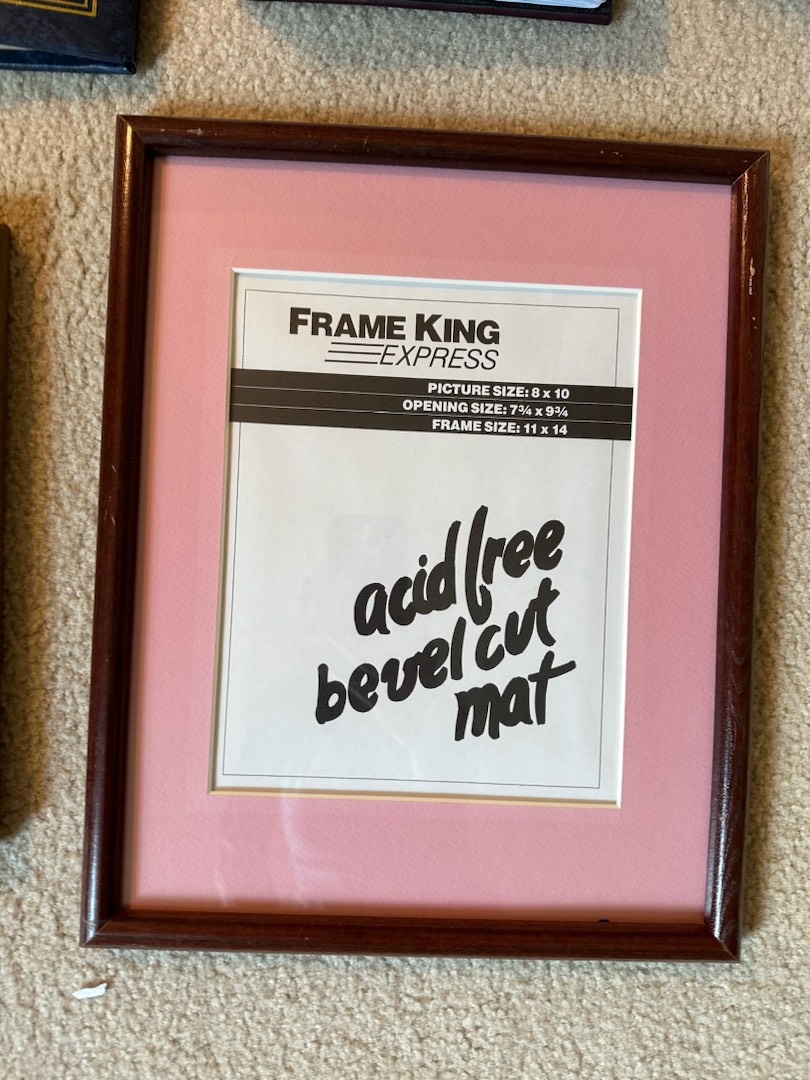 FRAME KING
EXPRESS
PICTURE SIZE: 8 x 10
OPENING SIZE: 7¾ x 9¾
FRAME SIZE: 11 x 14
acid free
bevel cut
mat